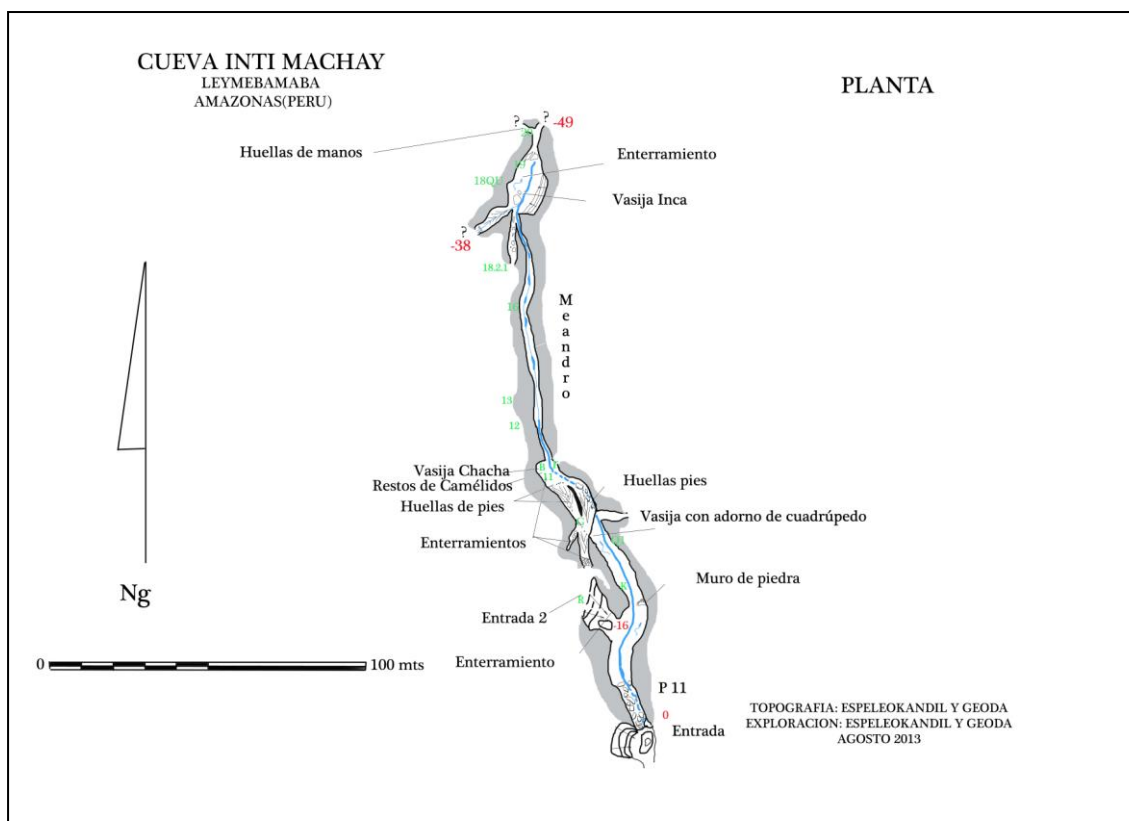 CUEVA INTI MACHAY
LEYMEBAMABA
AMAZONAS(PERU)
PLANTA
? ? -49
Huellas de manos
Enterramiento
18QU
Vasija Inca
?
-38
18.2.1
Meandro
13
12
Vasija Chacha
B
11
Restos de Camélidos
Huellas pies
Huellas de pies
Vasija con adorno de cuadrúpedo
Enterramientos
K
Muro de piedra
R
Entrada 2
-16
Enterramiento
Ng
0 100 mts
P 11
0
Entrada
TOPOGRAFIA: ESPELEOKANDIL Y GEODA
EXPLORACION: ESPELEOKANDIL Y GEODA
AGOSTO 2013